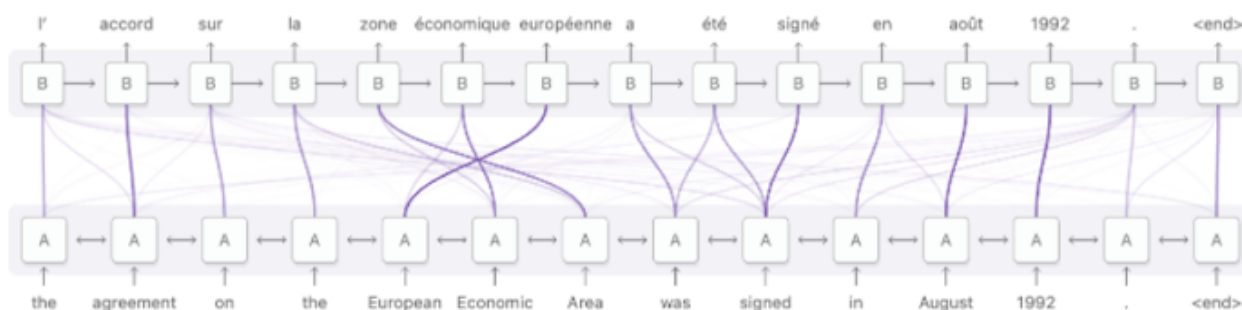 l' accord sur la zone économique européenne a été signé en août 1992 . <end>
B B B B B B B B B B B B B B B
A A A A A A A A A A A A A A
the agreement on the European Economic Area was signed in August 1992 . <end>